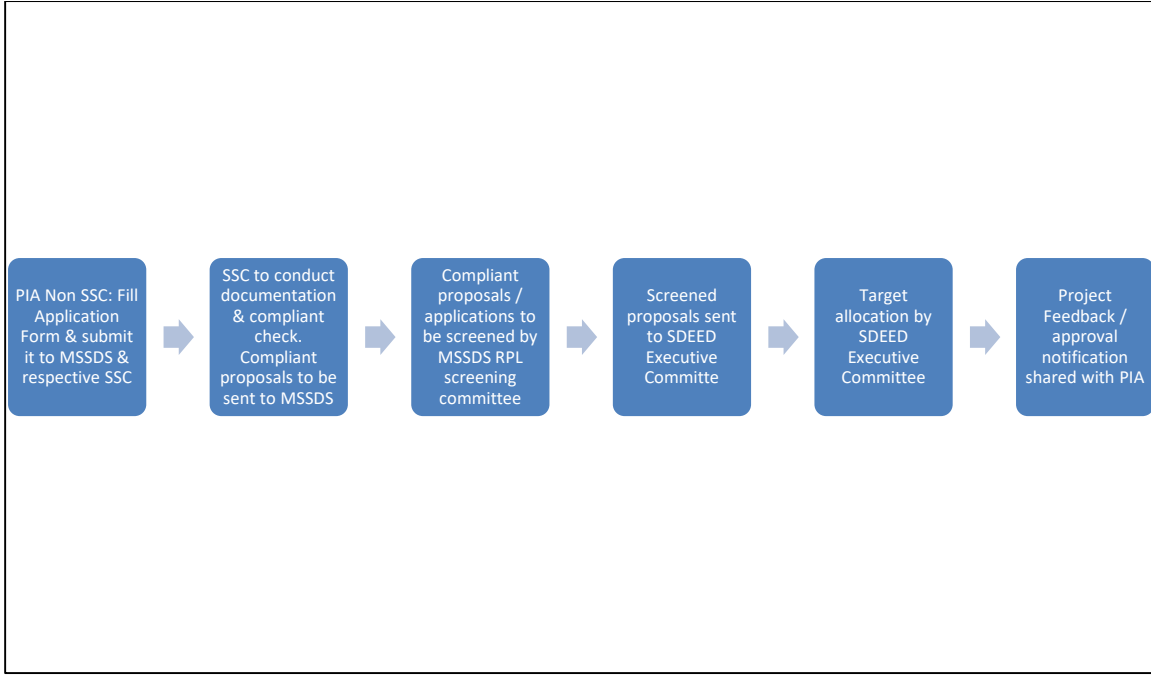 PIA Non SSC: Fill
Application
Form & submit
it to MSSDS &
respective SSC
SSC to conduct
documentation
& compliant
check.
Compliant
proposals to be
sent to MSSDS
Compliant
proposals /
applications to
be screened by
MSSDS RPL
screening
committee
Screened
proposals sent
to SDEED
Executive
Committe
Target
allocation by
SDEED
Executive
Committee
Project
Feedback /
approval
notification
shared with PIA